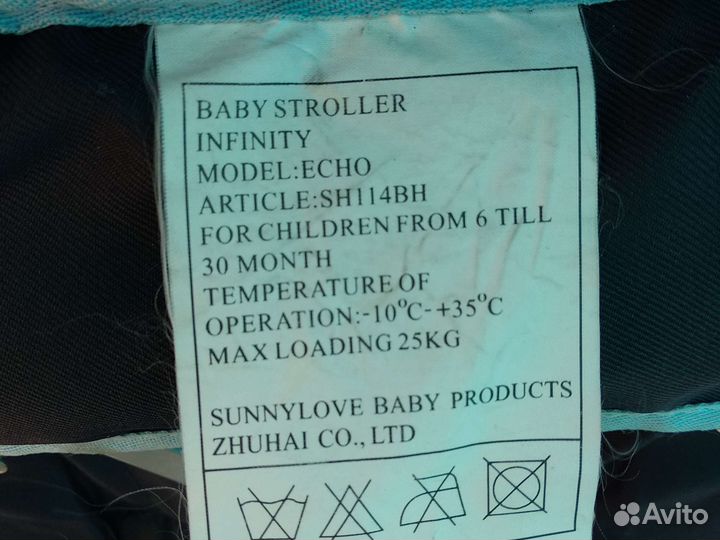 BABY STROLLER
INFINITY
MODEL:ECHO
ARTICLE:SH114BH
FOR CHILDREN FROM 6 TILL
30 MONTH
TEMPERATURE OF
OPERATION:-10°C-+35°C
MAX LOADING 25KG
SUNNYLOVE BABY PRODUCTS
ZHUHAI CO.,LTD
Avito